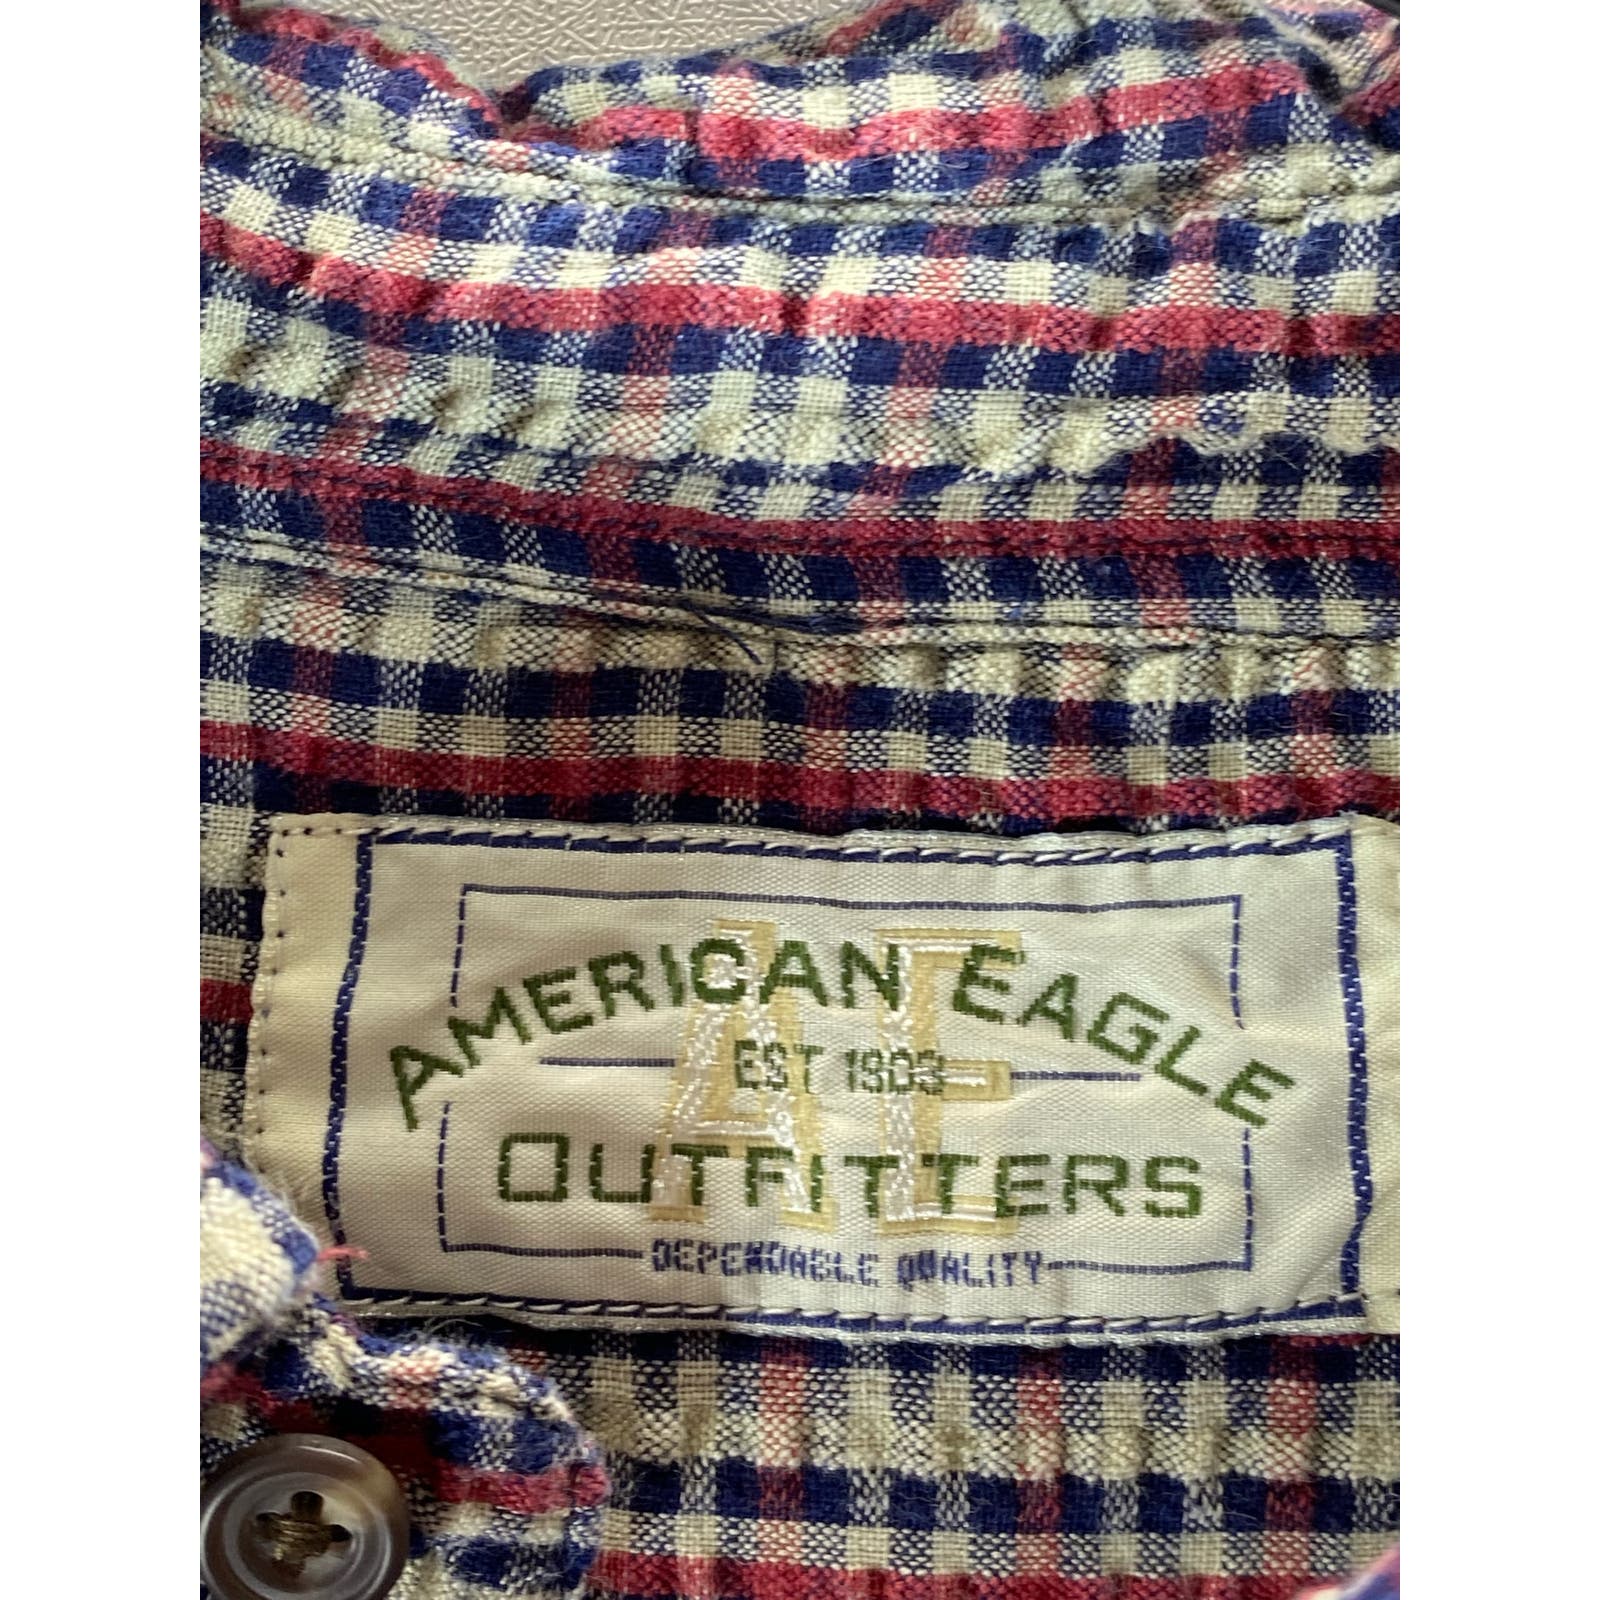 AMERICAN EAGLE
AE
EST 1903
OUTFITTERS
DEPENDABLE QUALITY